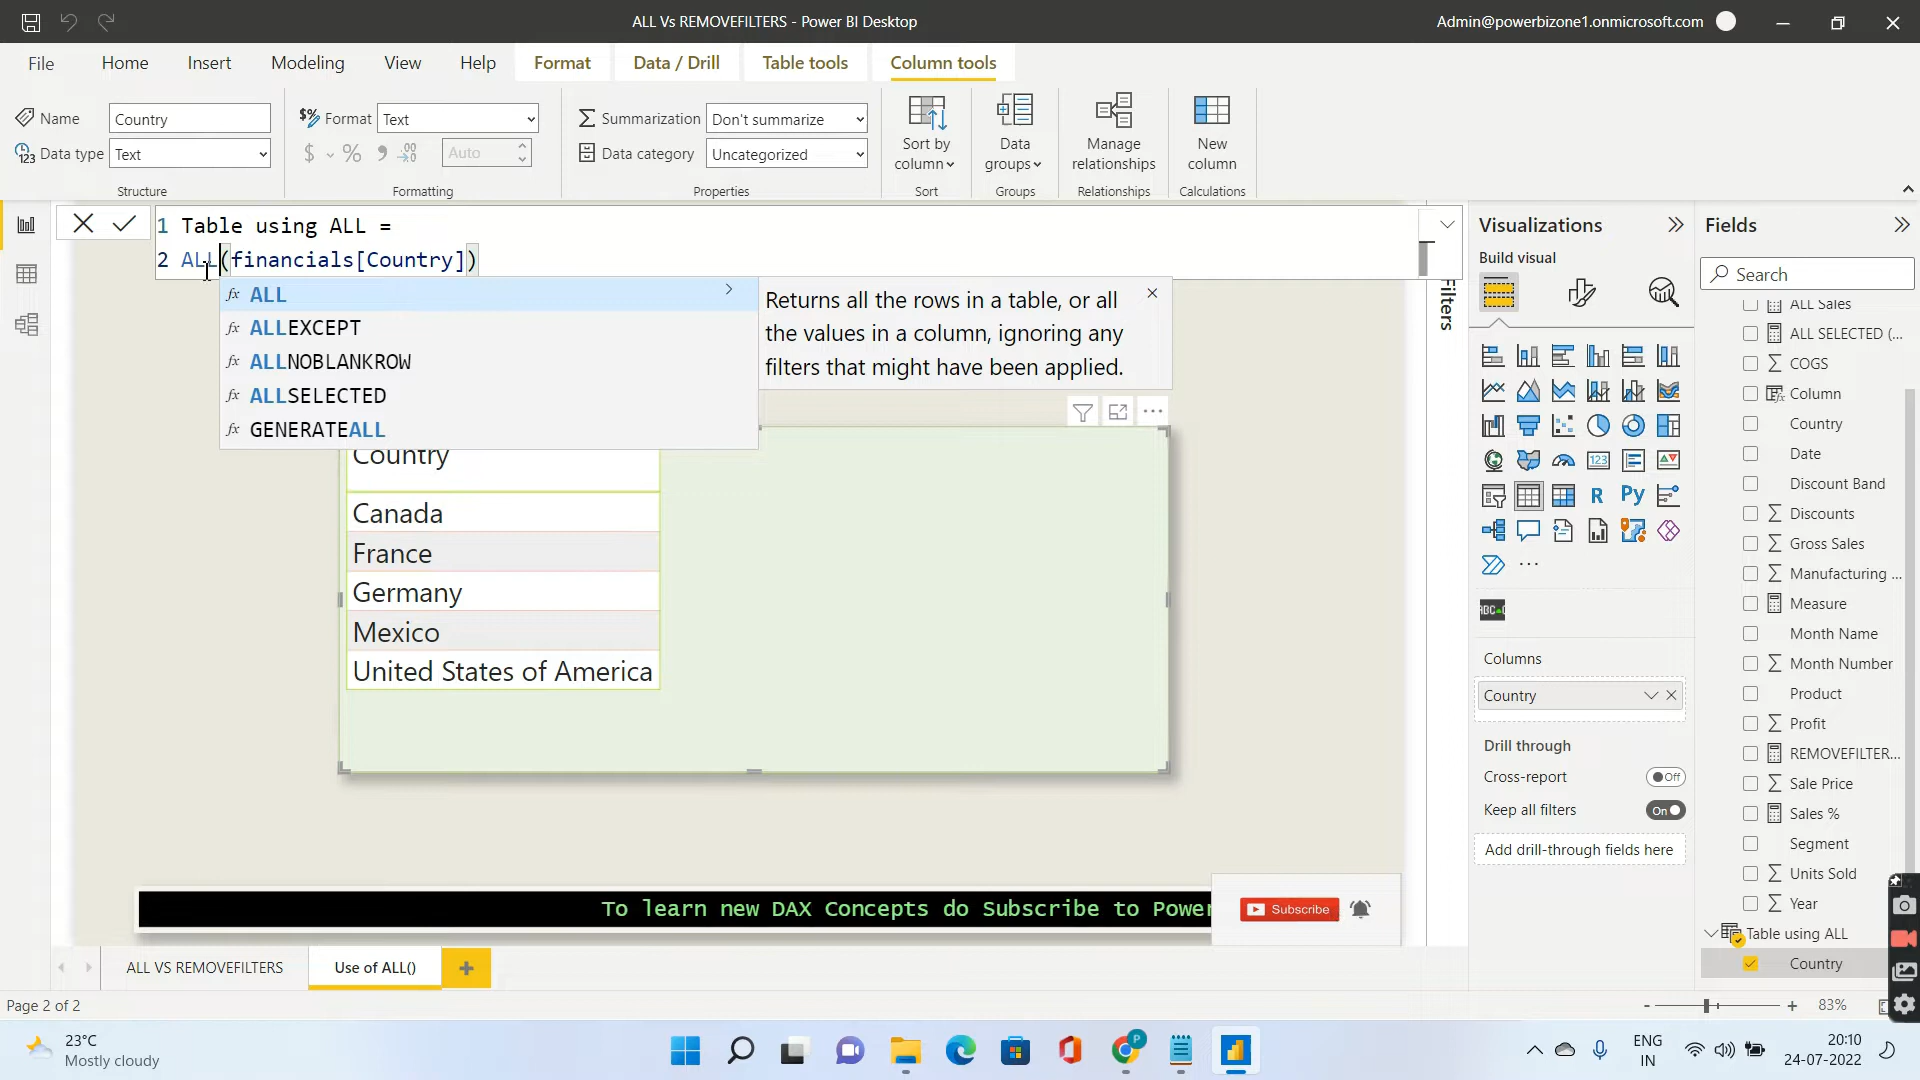 ALL Vs REMOVEFILTERS - Power BI Desktop
Admin@powerbizone1.onmicrosoft.com
File Home Insert Modeling View Help Format Data / Drill Table tools Column tools
Name Country
Data type Text
Structure
Format Text
$ % Auto
Formatting
Summarization Don't summarize
Data category Uncategorized
Properties
Sort by
column
Sort
Data
groups
Groups
Manage
relationships
Relationships
New
column
Calculations
1 Table using ALL =
2 ALL(financials[Country])
fx ALL
fx ALLEXCEPT
fx ALLNOBLANKROW
fx ALLSELECTED
fx GENERATEALL
Returns all the rows in a table, or all
the values in a column, ignoring any
filters that might have been applied.
Country
Canada
France
Germany
Mexico
United States of America
To learn new DAX Concepts do Subscribe to Power
Subscribe
Filters
Visualizations
Build visual
123
R
Py
ABC
Columns
Country
Drill through
Cross-report Off
Keep all filters On
Add drill-through fields here
Fields
Search
ALL Sales
ALL SELECTED (...
COGS
Column
Country
Date
Discount Band
Discounts
Gross Sales
Manufacturing ...
Measure
Month Name
Month Number
Product
Profit
REMOVEFILTER...
Sale Price
Sales %
Segment
Units Sold
Year
Table using ALL
Country
ALL VS REMOVEFILTERS
Use of ALL()
Page 2 of 2
- + 83%
23°C
Mostly cloudy
ENG
IN
20:10
24-07-2022